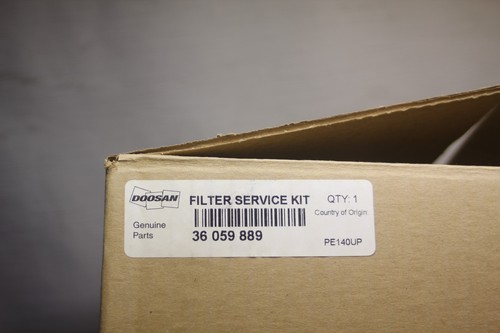 DOOSAN
FILTER SERVICE KIT
QTY: 1
Country of Origin:
Genuine
Parts
36 059 889
PE140UP